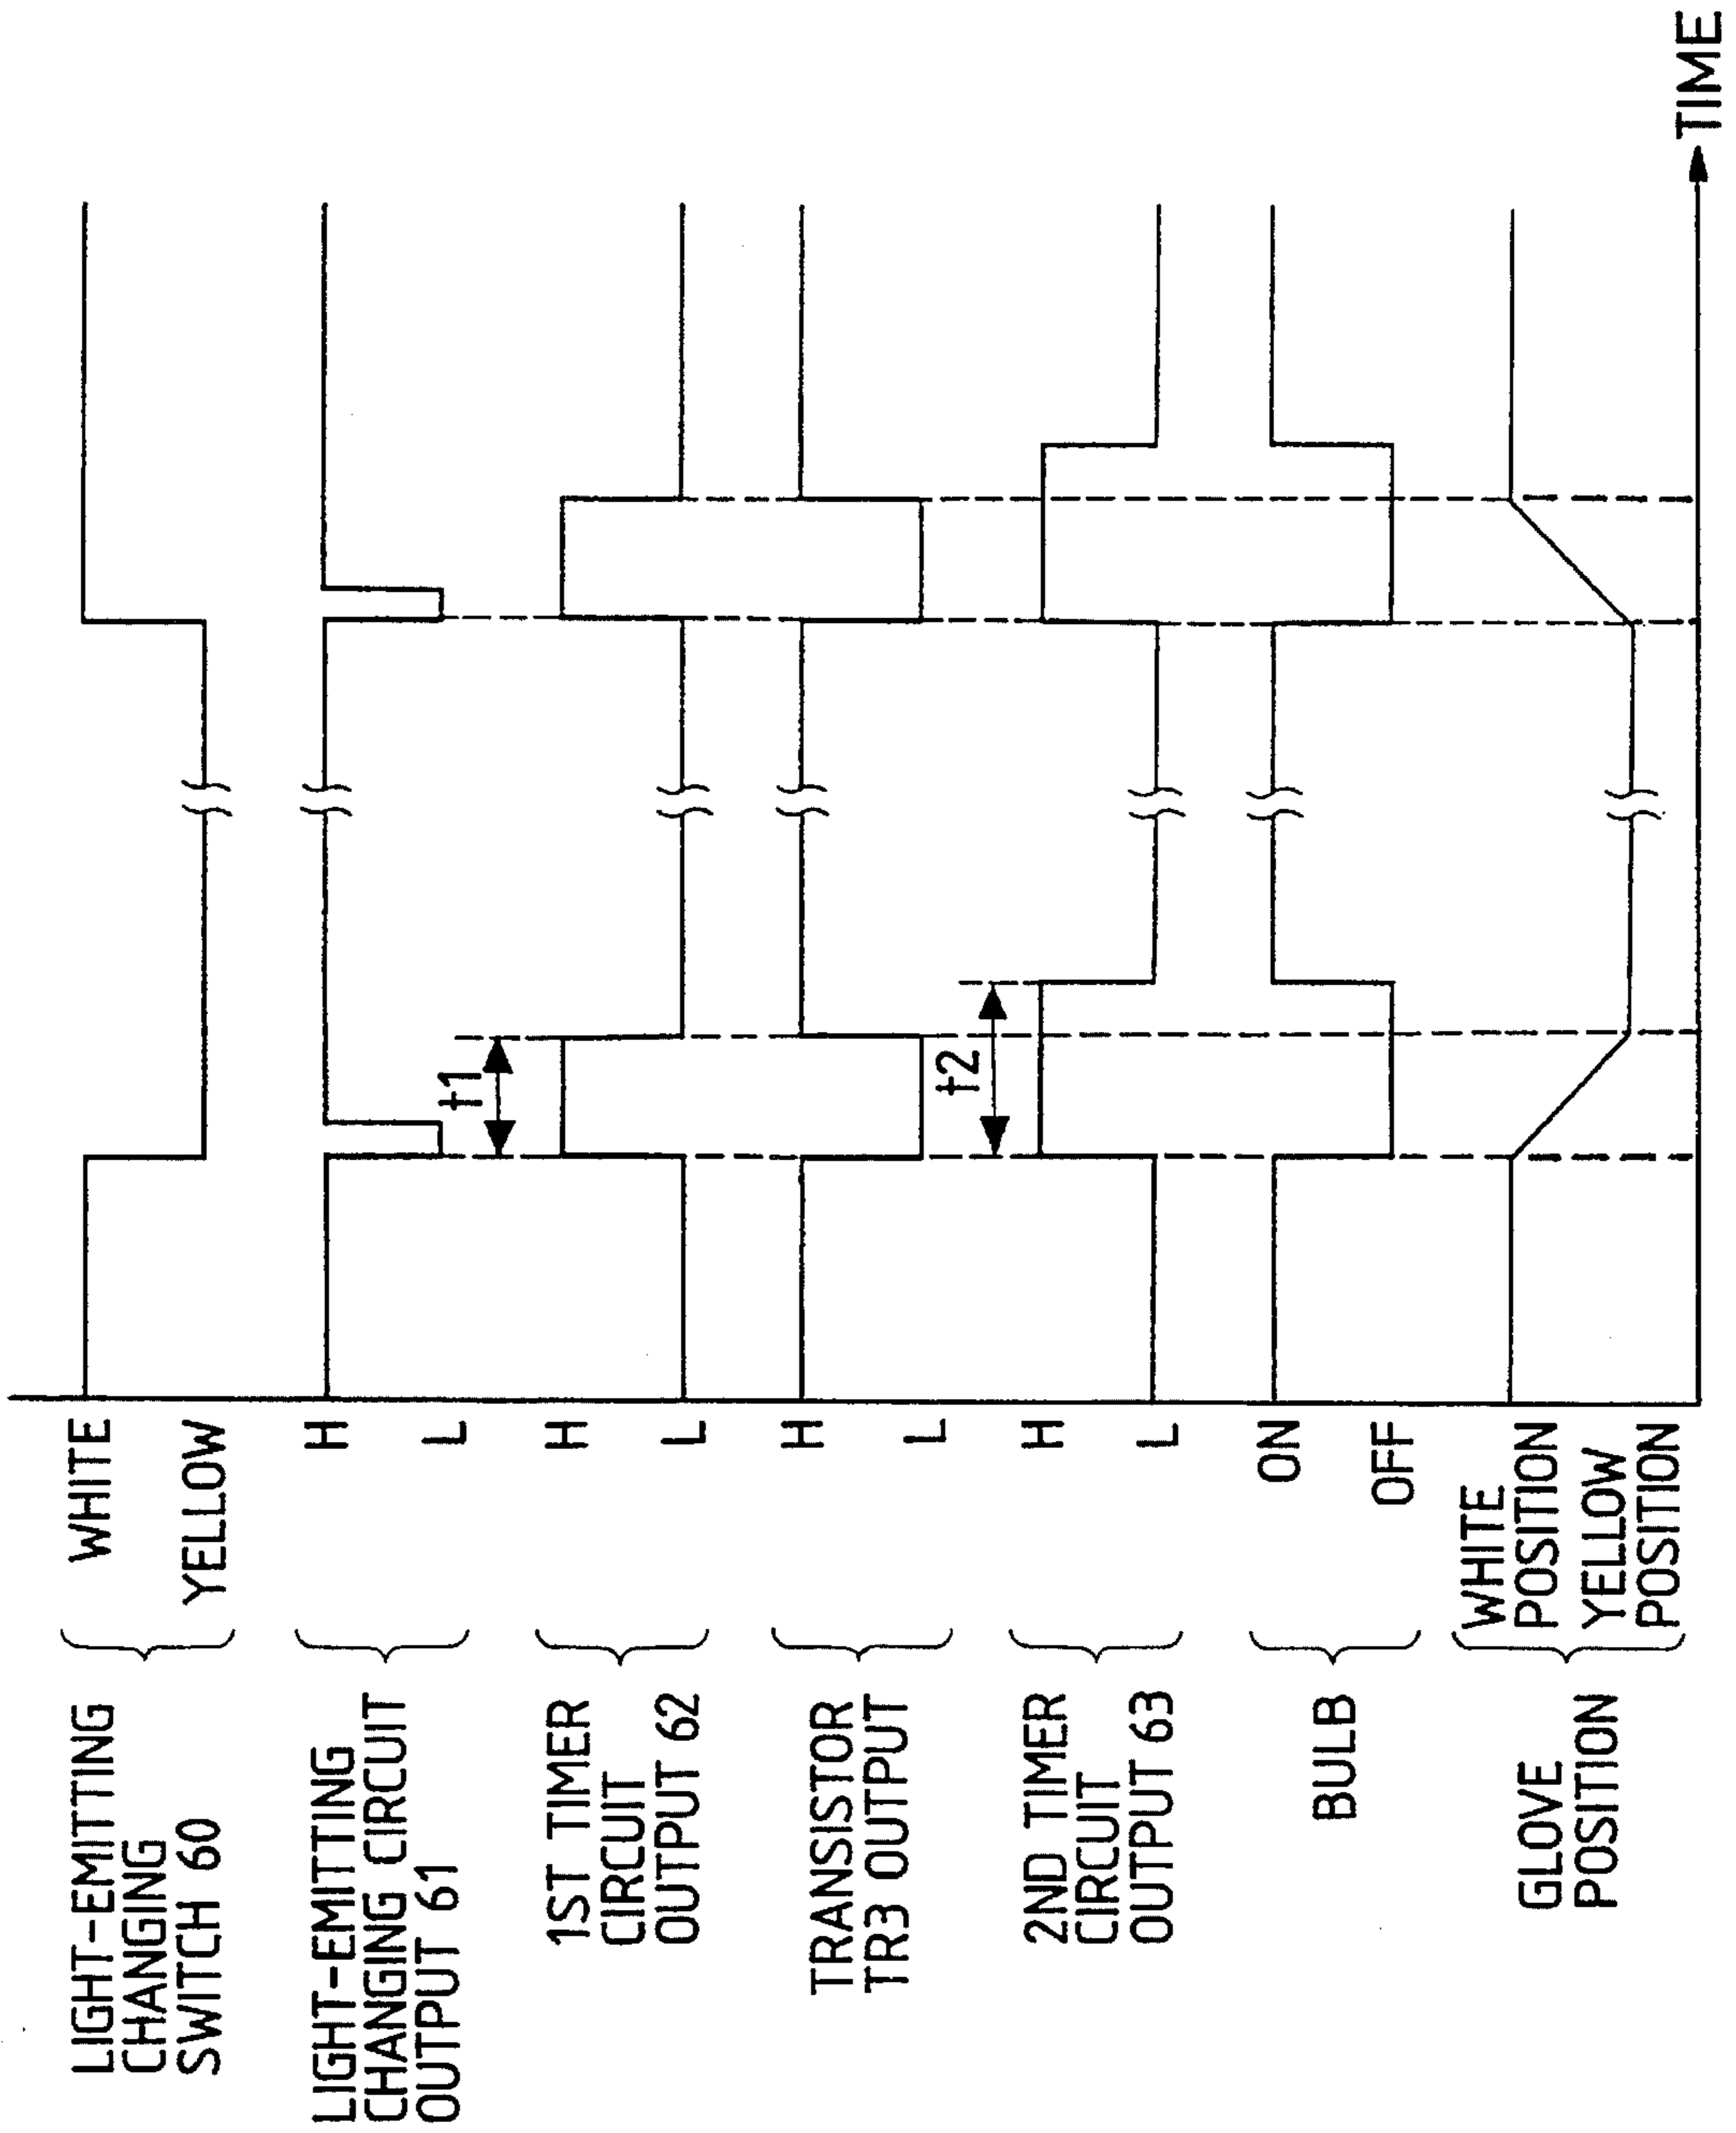 LIGHT-EMITTING
CHANGING
SWITCH 60
WHITE
YELLOW
LIGHT-EMITTING
CHANGING CIRCUIT
OUTPUT 61
H
L
t1
1ST TIMER
CIRCUIT
OUTPUT 62
H
L
TRANSISTOR
TR3 OUTPUT
H
L
t2
2ND TIMER
CIRCUIT
OUTPUT 63
H
L
BULB
ON
OFF
GLOVE
POSITION
WHITE
POSITION
YELLOW
POSITION
TIME